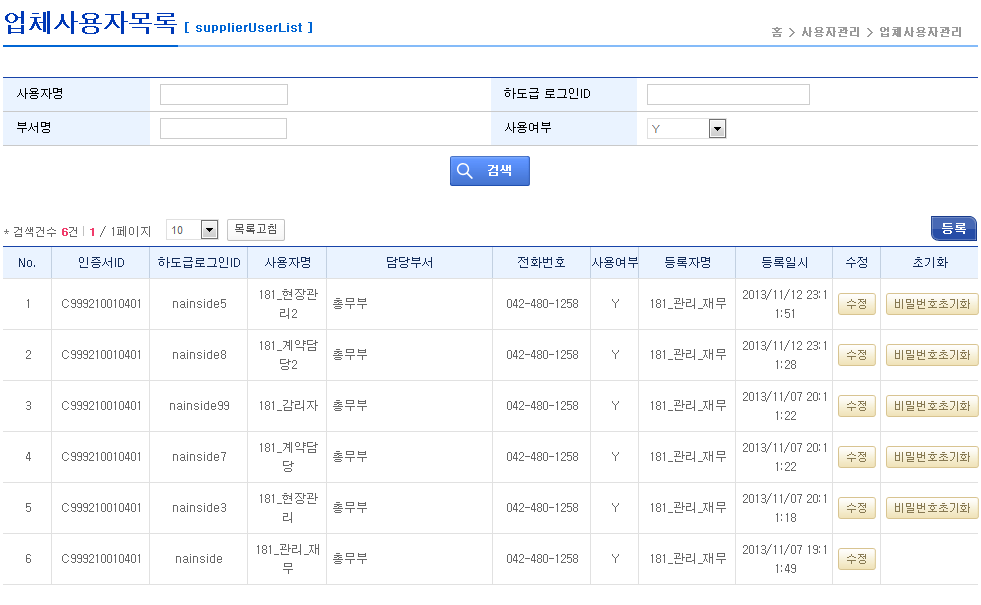 업체사용자목록 [ supplierUserList ]
홈 > 사용자관리 > 업체사용자관리
사용자명 하도급 로그인ID
부서명 사용여부 Y
검색
* 검색건수 6건 | 1 / 1페이지 10 목록고침 등록
No. 인증서ID 하도급로그인ID 사용자명 담당부서 전화번호 사용여부 등록자명 등록일시 수정 초기화
1 C999210010401 nainside5 181_현장관리2 총무부 042-480-1258 Y 181_관리_재무 2013/11/12 23:11:51 수정 비밀번호초기화
2 C999210010401 nainside8 181_계약담당2 총무부 042-480-1258 Y 181_관리_재무 2013/11/12 23:11:28 수정 비밀번호초기화
3 C999210010401 nainside99 181_감리자 총무부 042-480-1258 Y 181_관리_재무 2013/11/07 20:11:22 수정 비밀번호초기화
4 C999210010401 nainside7 181_계약담당 총무부 042-480-1258 Y 181_관리_재무 2013/11/07 20:11:22 수정 비밀번호초기화
5 C999210010401 nainside3 181_현장관리 총무부 042-480-1258 Y 181_관리_재무 2013/11/07 20:11:18 수정 비밀번호초기화
6 C999210010401 nainside 181_관리_재무 총무부 042-480-1258 Y 181_관리_재무 2013/11/07 19:11:49 수정